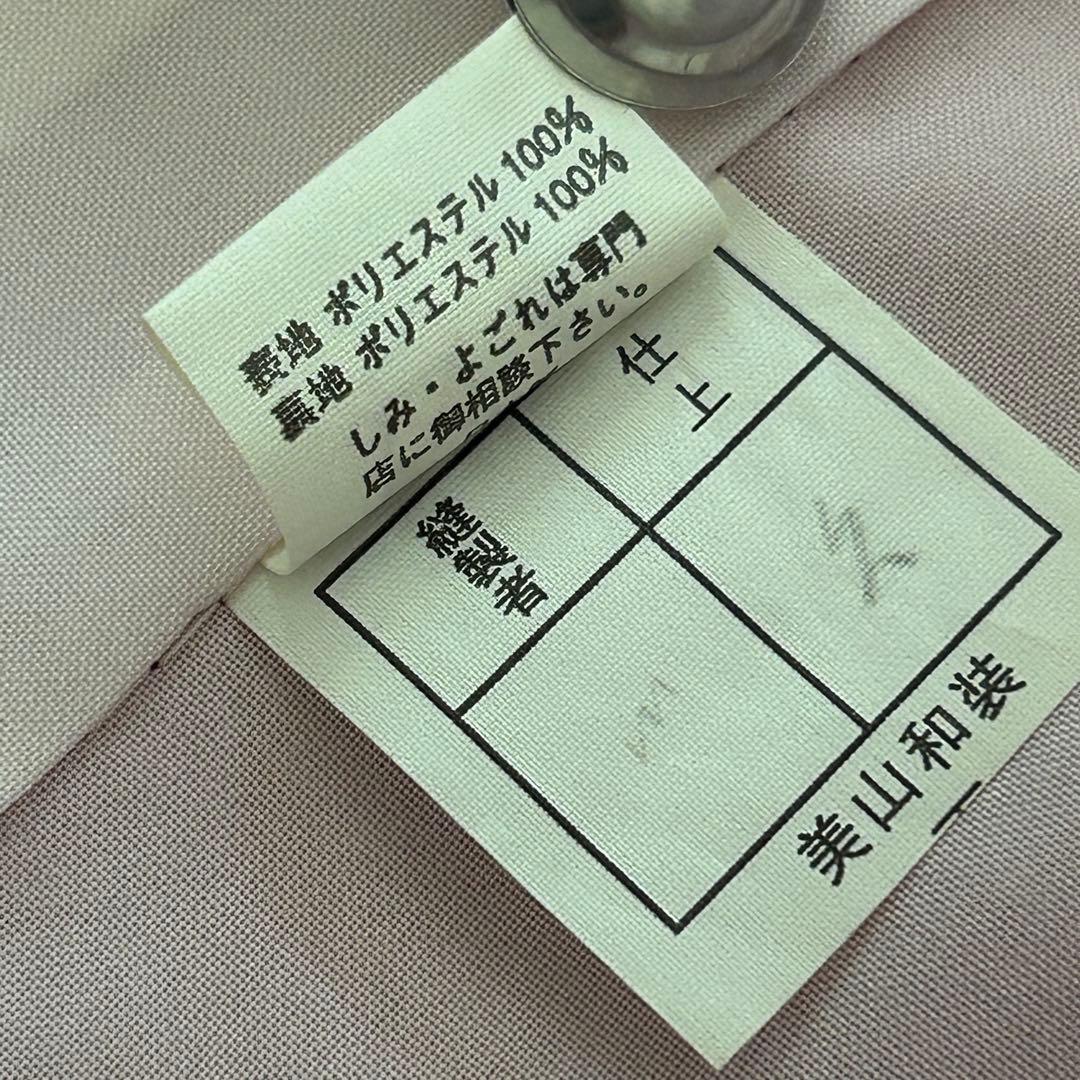 表地 ポリエステル 100%
裏地 ポリエステル 100%
しみ・よごれは専門
店に御相談下さい。
仕上
縫製者
久
美山和装